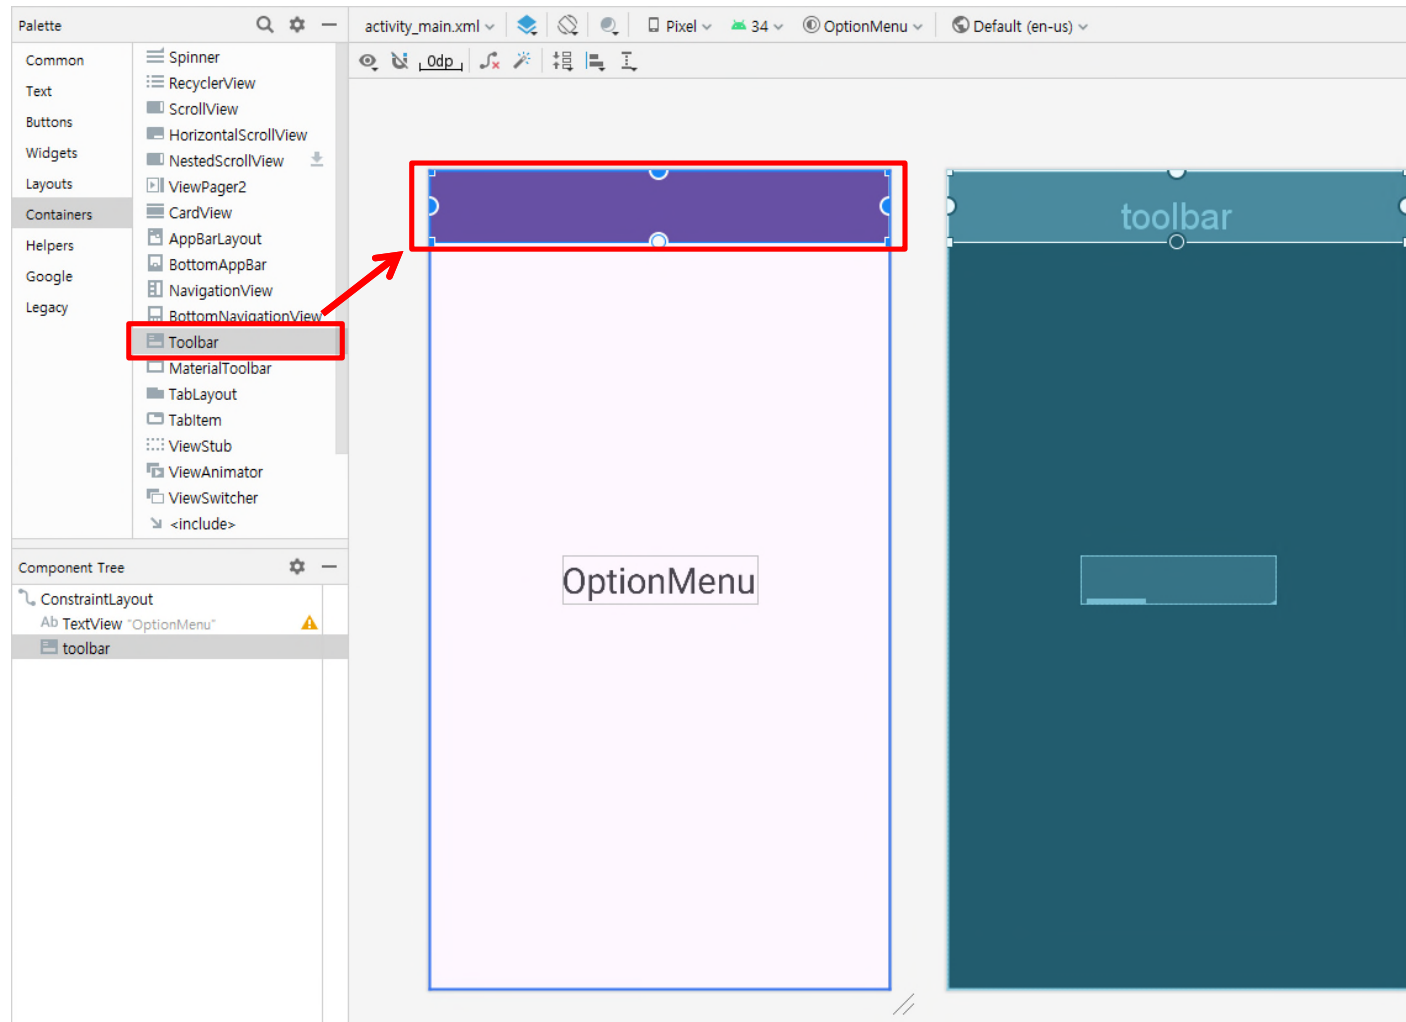 Palette
activity_main.xml
Pixel
34
OptionMenu
Default (en-us)
Common
Text
Buttons
Widgets
Layouts
Containers
Helpers
Google
Legacy
Spinner
RecyclerView
ScrollView
HorizontalScrollView
NestedScrollView
ViewPager2
CardView
AppBarLayout
BottomAppBar
NavigationView
BottomNavigationView
Toolbar
MaterialToolbar
TabLayout
TabItem
ViewStub
ViewAnimator
ViewSwitcher
<include>
0dp
toolbar
OptionMenu
Component Tree
ConstraintLayout
Ab TextView "OptionMenu"
toolbar